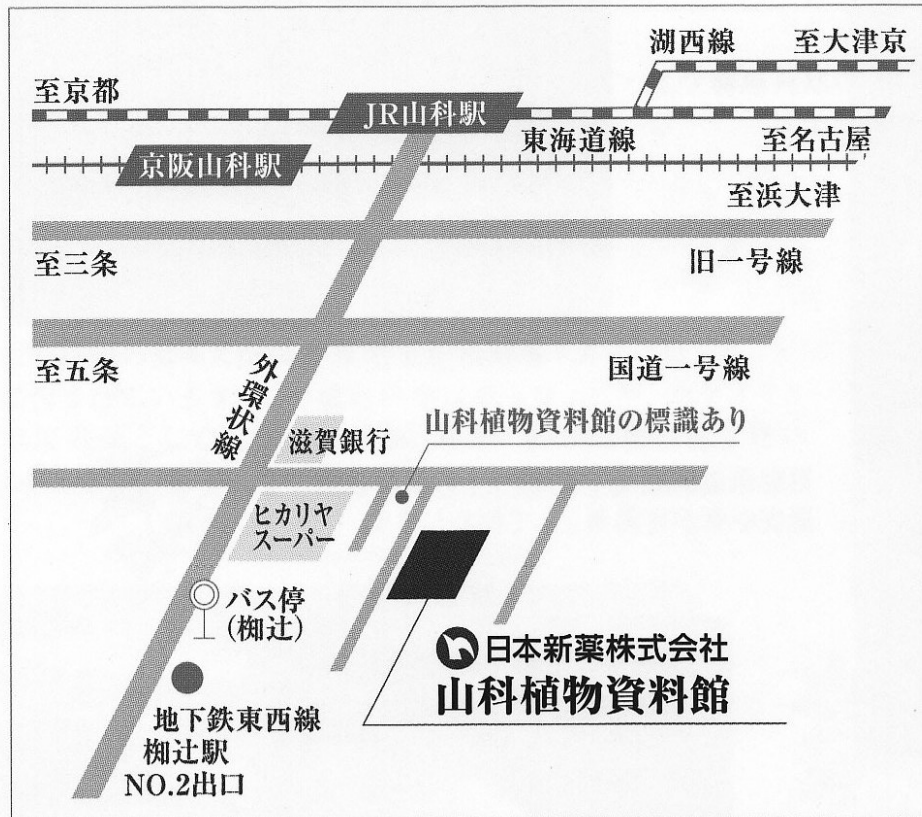 湖西線
至大津京
至京都
JR山科駅
東海道線
至名古屋
京阪山科駅
至浜大津
至三条
旧一号線
至五条
国道一号線
外環状線
山科植物資料館の標識あり
滋賀銀行
ヒカリヤ
スーパー
バス停
(椥辻)
日本新薬株式会社
山科植物資料館
地下鉄東西線
椥辻駅
NO.2出口